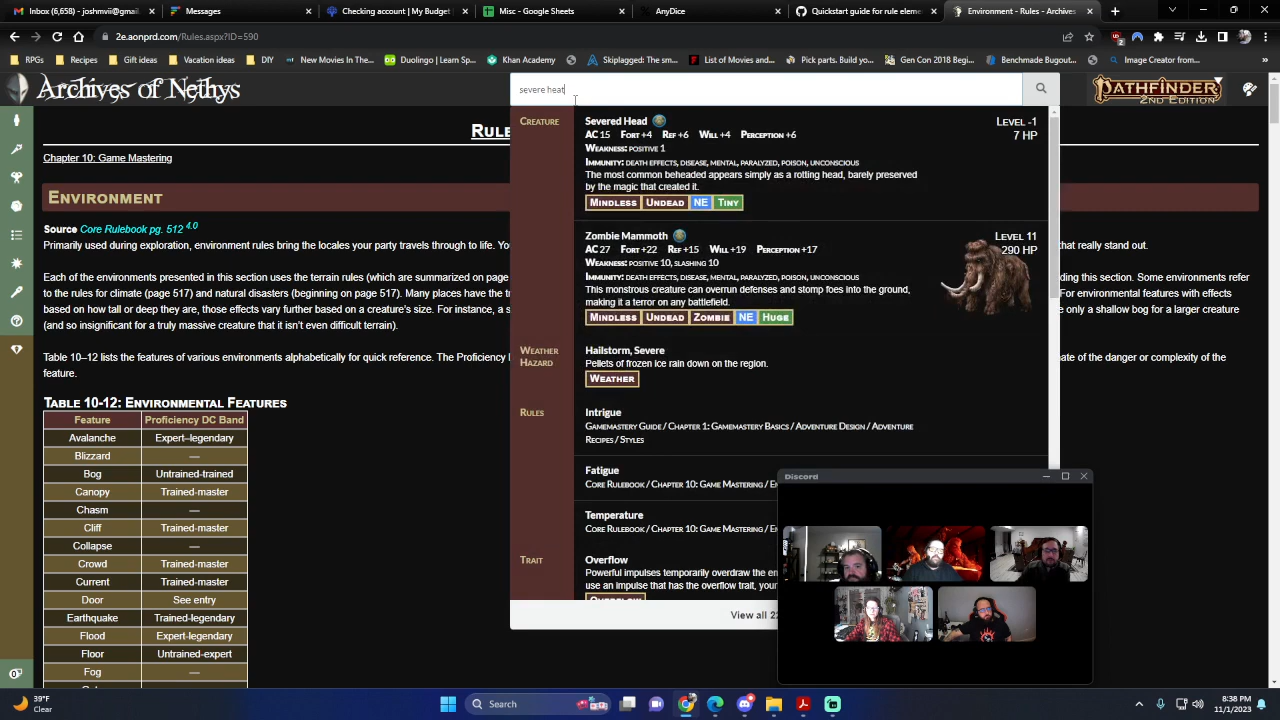 Inbox (6,658) - joshmvii@gmail
Messages
Checking account | My Budget
Misc - Google Sheets
AnyDice
Quickstart guide for rule eleme
Environment - Rules - Archives
2e.aonprd.com/Rules.aspx?ID=590
RPGs
Recipes
Gift ideas
DIY
New Movies In The
Duolingo | Learn Sp
Khan Academy
Skiplagged: The sm
List of Movies and
Pick parts. Build yo
Gen Con 2018 Begi
Benchmade Bugout
Image Creator from
Archives of Nethys
severe heat
PATHFINDER
2ND EDITION
RULE
Chapter 10: Game Mastering
ENVIRONMENT
Source Core Rulebook pg. 512 4.0
Primarily used during exploration, environment rules bring the locales your party travels through to life. You
that really stand out.
Each of the environments presented in this section uses the terrain rules (which are summarized on page
ding this section. Some environments refer
to the rules for climate (page 517) and natural disasters (beginning on page 517). Many places have the t
For environmental features with effects
based on how tall or deep they are, those effects vary further based on a creature's size. For instance, a s
only a shallow bog for a larger creature
(and so insignificant for a truly massive creature that it isn't even difficult terrain).
Table 10–12 lists the features of various environments alphabetically for quick reference. The Proficiency
ate of the danger or complexity of the
feature.
TABLE 10-12: ENVIRONMENTAL FEATURES
Feature Proficiency DC Band
Avalanche Expert–legendary
Blizzard —
Bog Untrained-trained
Canopy Trained-master
Chasm —
Cliff Trained-master
Collapse —
Crowd Trained-master
Current Trained-master
Door See entry
Earthquake Trained-legendary
Flood Expert-legendary
Floor Untrained-expert
Fog —
CREATURE
Severed Head
LEVEL -1
AC 15 FORT +4 REF +6 WILL +4 PERCEPTION +6
7 HP
WEAKNESS: POSITIVE 1
IMMUNITY: DEATH EFFECTS, DISEASE, MENTAL, PARALYZED, POISON, UNCONSCIOUS
The most common beheaded appears simply as a rotting head, barely preserved
by the magic that created it.
MINDLESS UNDEAD NE TINY
Zombie Mammoth
LEVEL 11
AC 27 FORT +22 REF +15 WILL +19 PERCEPTION +17
290 HP
WEAKNESS: POSITIVE 10, SLASHING 10
IMMUNITY: DEATH EFFECTS, DISEASE, MENTAL, PARALYZED, POISON, UNCONSCIOUS
This monstrous creature can overrun defenses and stomp foes into the ground,
making it a terror on any battlefield.
MINDLESS UNDEAD ZOMBIE NE HUGE
WEATHER
HAZARD
Hailstorm, Severe
Pellets of frozen ice rain down on the region.
WEATHER
RULES
Intrigue
GAMEMASTERY GUIDE / CHAPTER 1: GAMEMASTERY BASICS / ADVENTURE DESIGN / ADVENTURE
RECIPES / STYLES
Fatigue
CORE RULEBOOK / CHAPTER 10: GAME MASTERING / EN
Temperature
CORE RULEBOOK / CHAPTER 10: GAME MASTERING / EN
TRAIT
Overflow
Powerful impulses temporarily overdraw the en
use an impulse that has the overflow trait, your
OVERFLOW
View all 22
Discord
39°F
Clear
Search
8:38 PM
11/1/2023